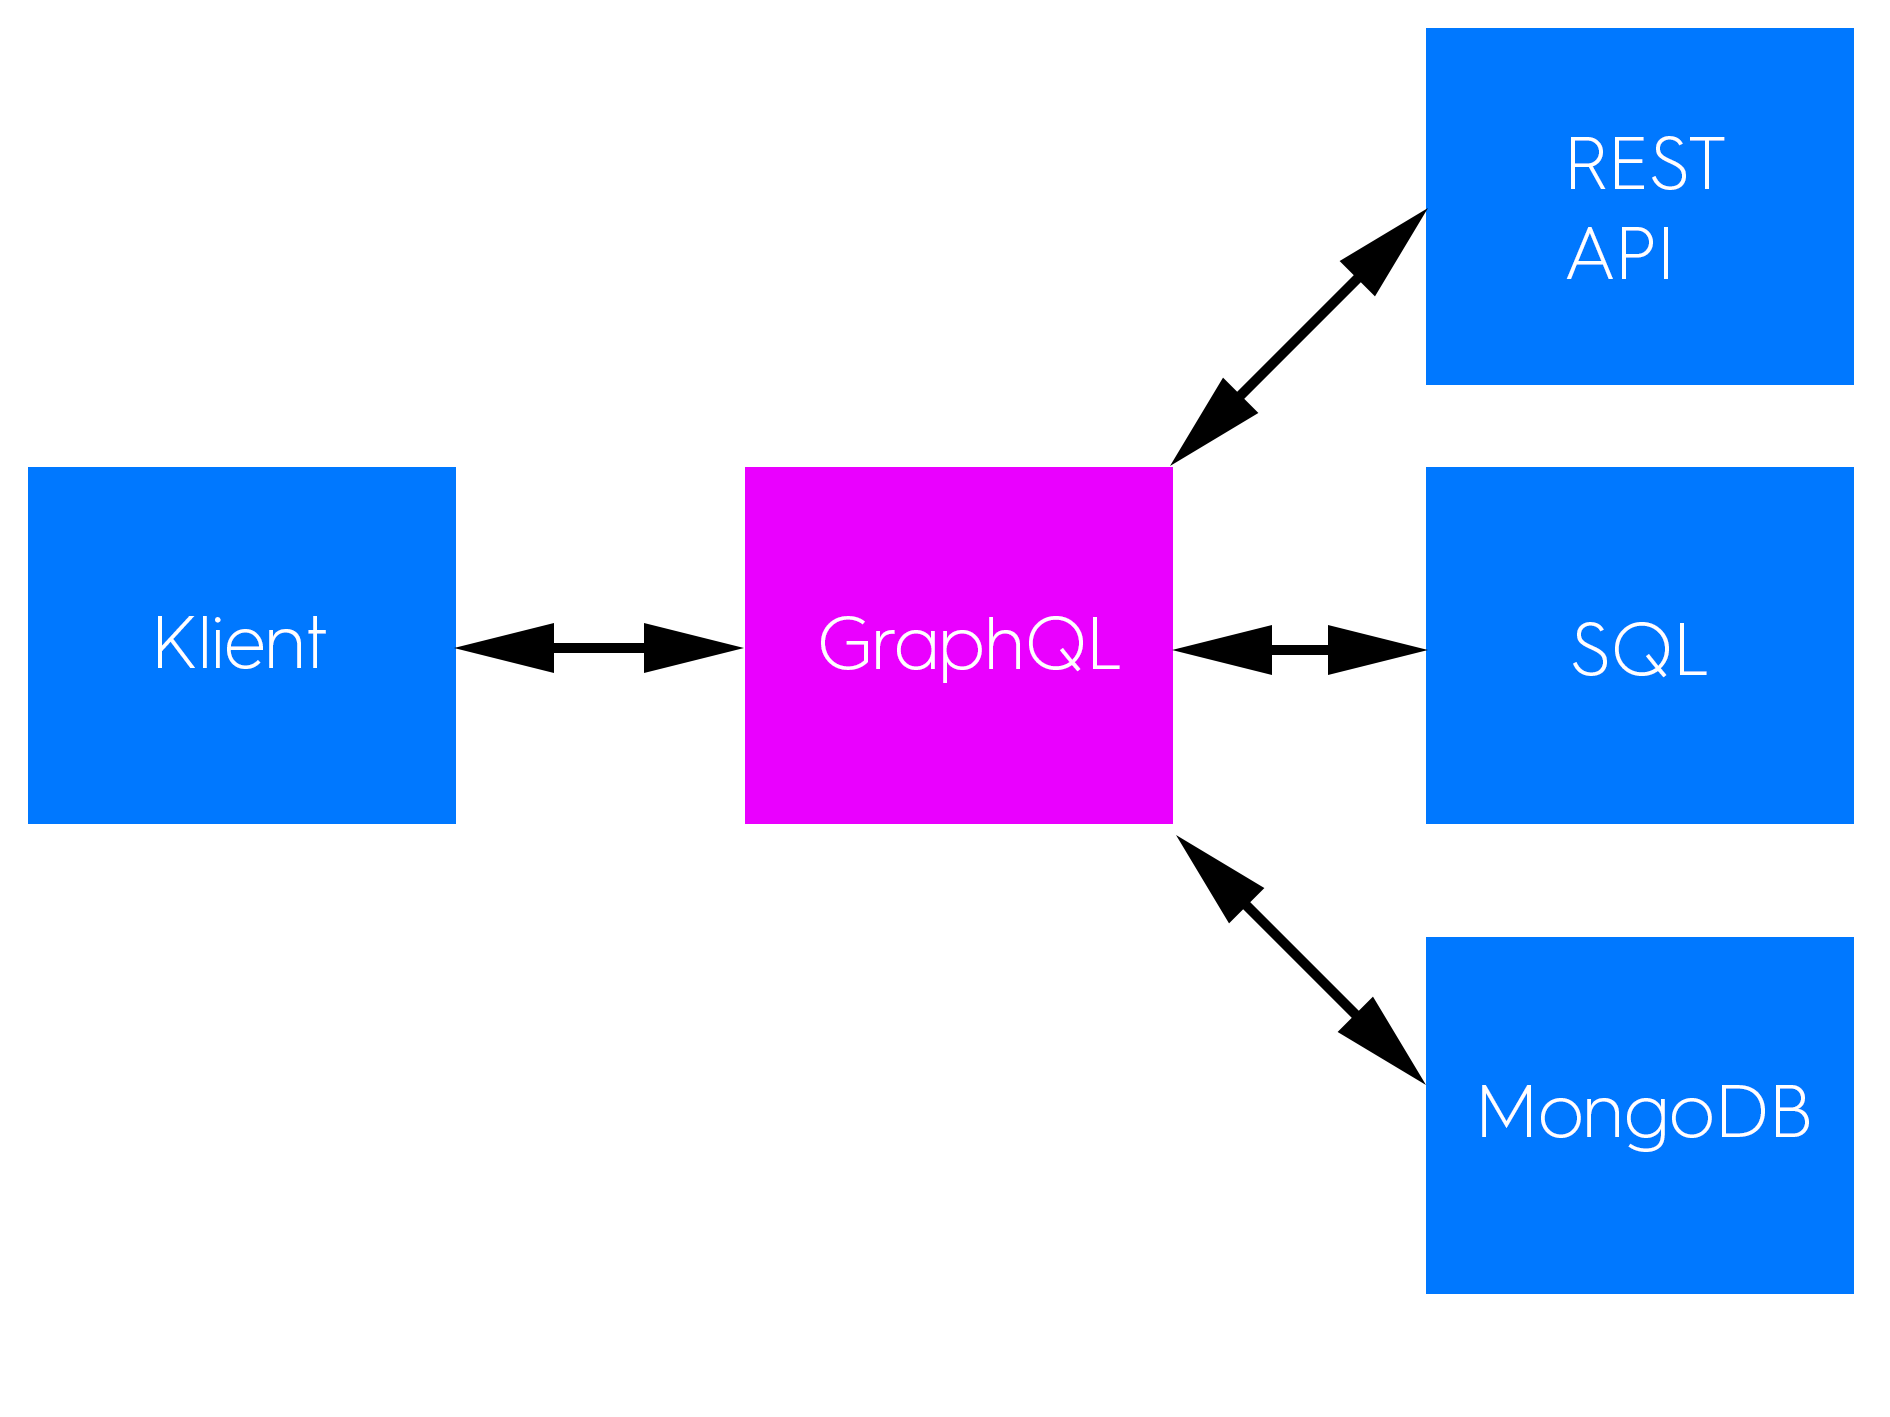 REST
API
Klient
GraphQL
SQL
MongoDB